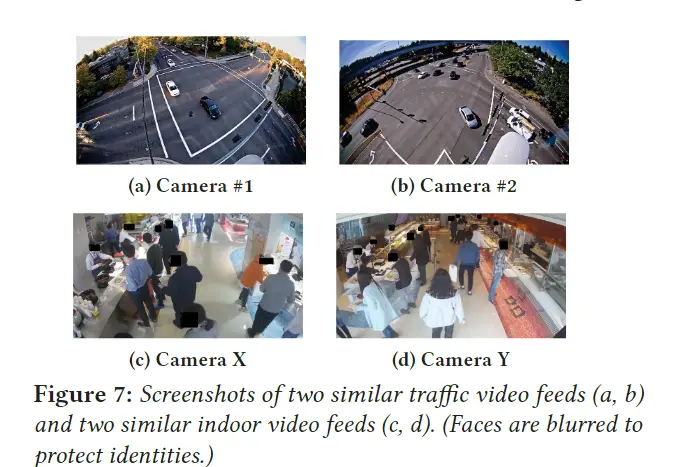 (a) Camera #1
(b) Camera #2
(c) Camera X
(d) Camera Y
Figure 7: Screenshots of two similar traffic video feeds (a, b)
and two similar indoor video feeds (c, d). (Faces are blurred to
protect identities.)